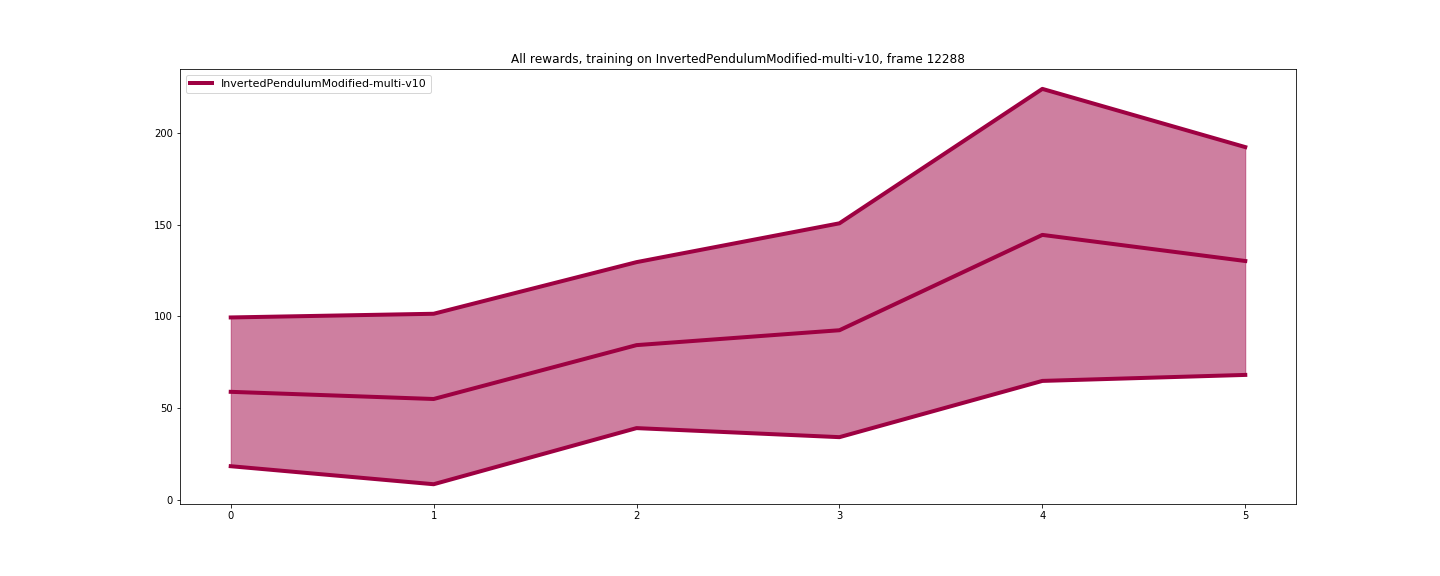 All rewards, training on InvertedPendulumModified-multi-v10, frame 12288
InvertedPendulumModified-multi-v10
200
150
100
50
0
0 1 2 3 4 5